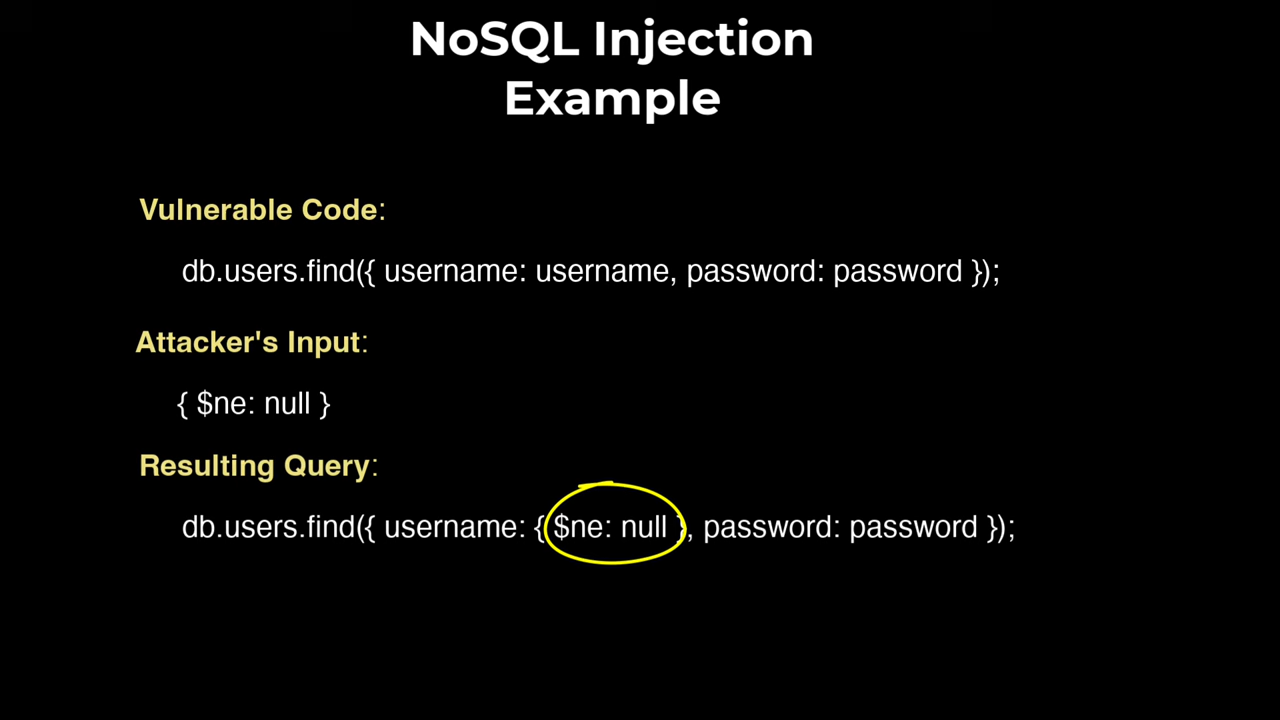 NoSQL Injection
Example
Vulnerable Code:
db.users.find({ username: username, password: password });
Attacker's Input:
{ $ne: null }
Resulting Query:
db.users.find({ username: { $ne: null }, password: password });